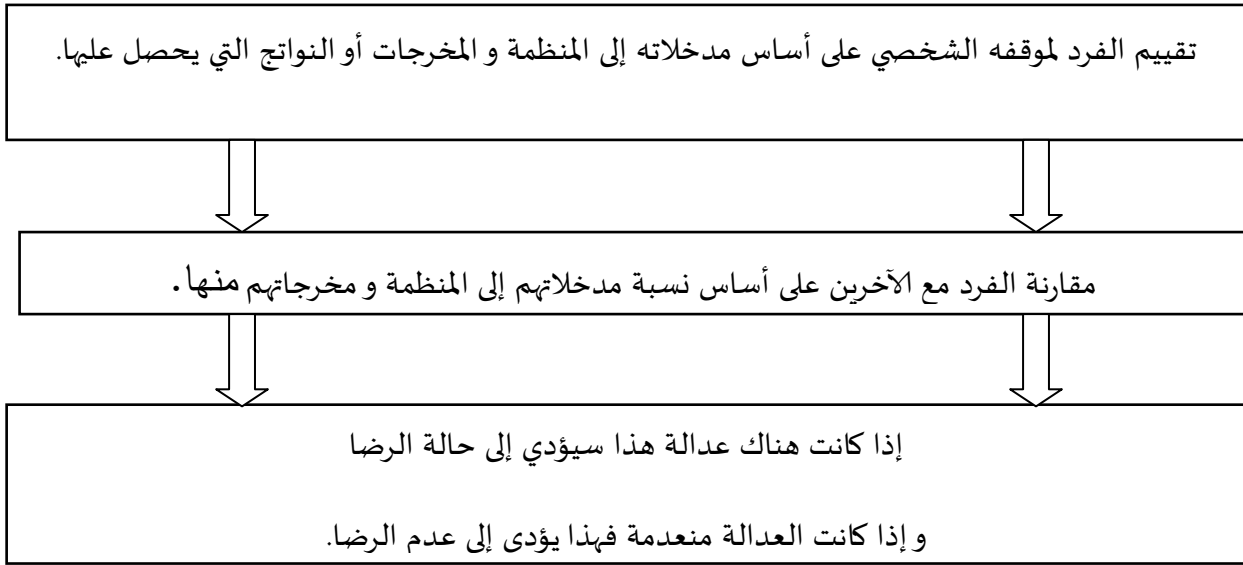 تقييم الفرد لموقفه الشخصي على أساس مدخلاته إلى المنظمة و المخرجات أو النواتج التي يحصل عليها.
مقارنة الفرد مع الآخرين على أساس نسبة مدخلاتهم إلى المنظمة و مخرجاتهم منها.
إذا كانت هناك عدالة هذا سيؤدي إلى حالة الرضا
و إذا كانت العدالة منعدمة فهذا يؤدى إلى عدم الرضا.